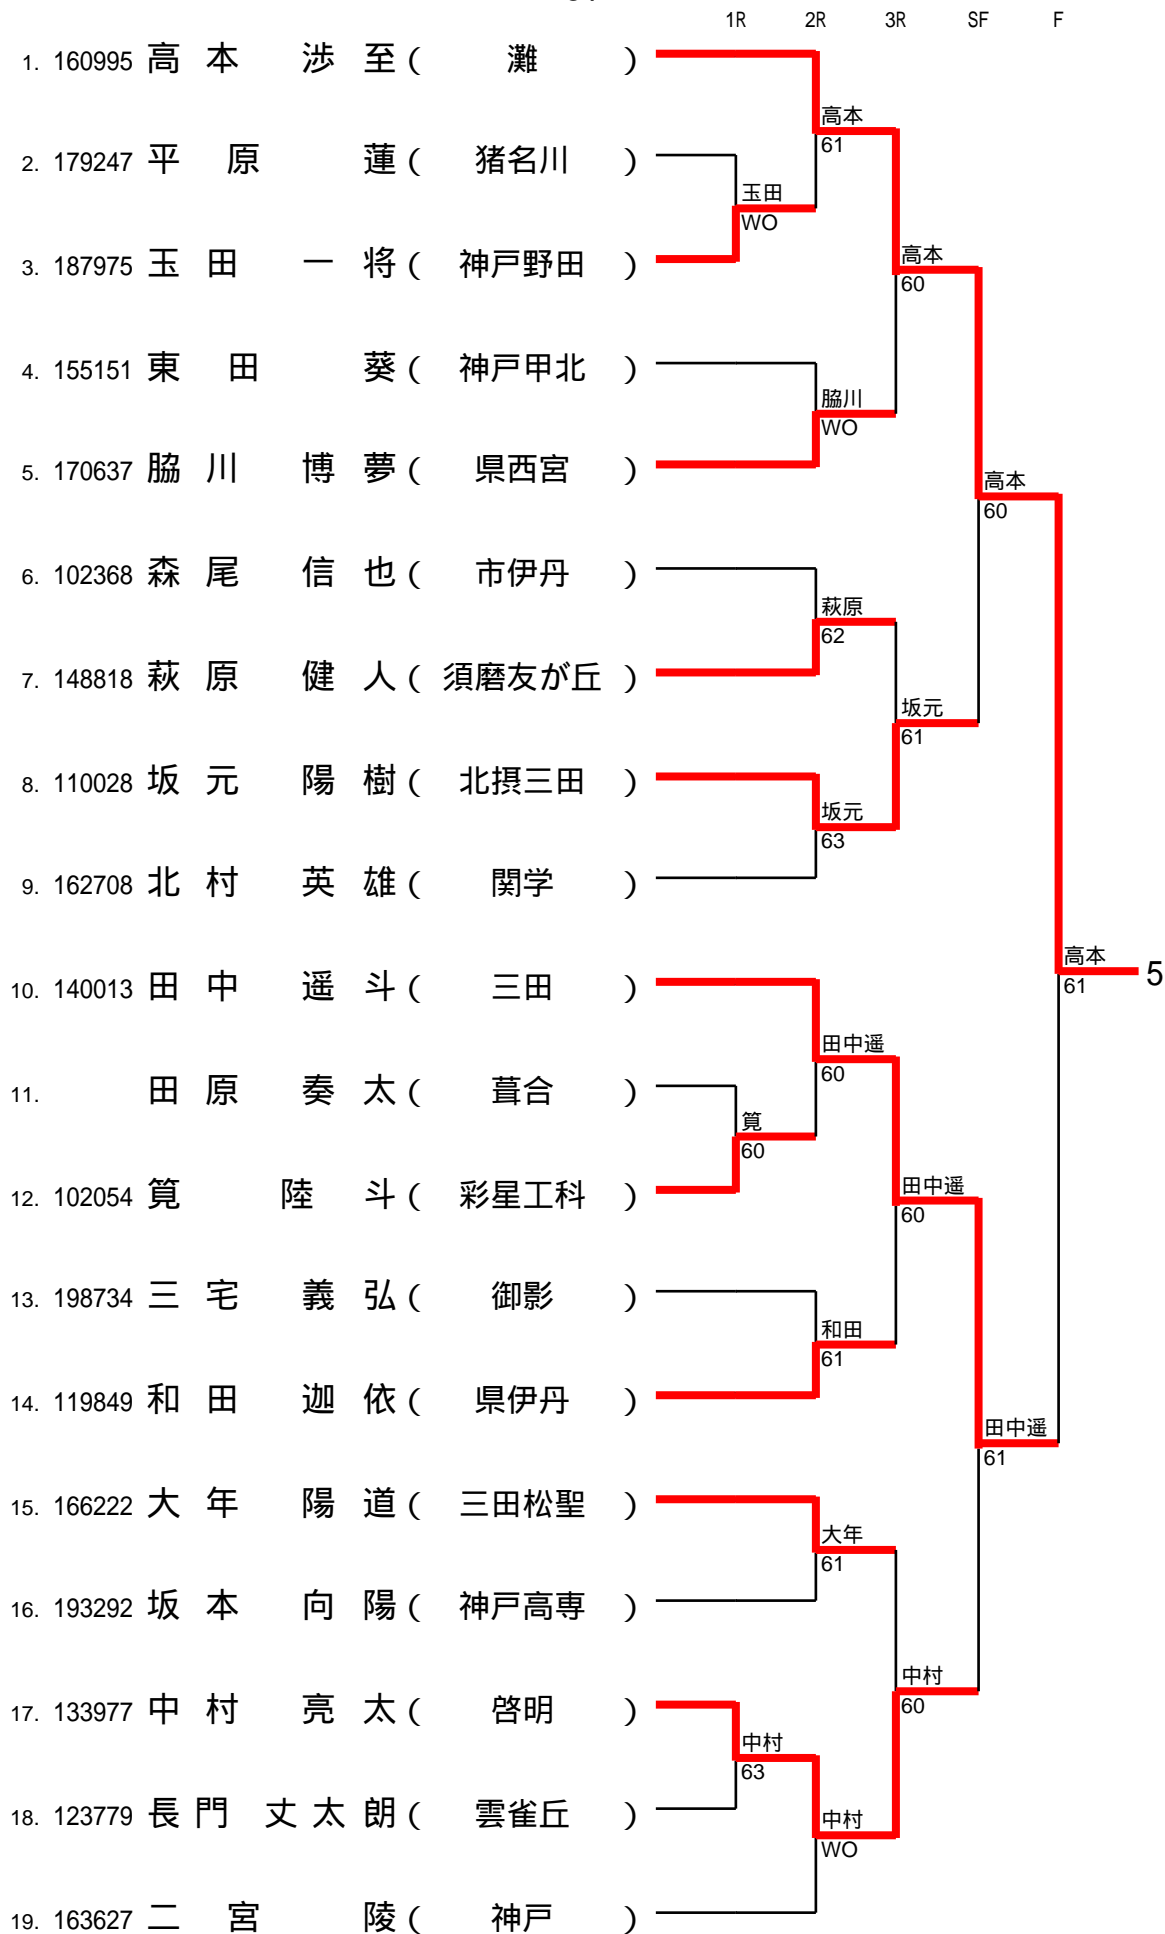 1R 2R 3R SF F
1. 160995 高本 渉至 ( 灘 )
高本
61
2. 179247 平原 蓮 ( 猪名川 )
玉田
WO
3. 187975 玉田 一将 ( 神戸野田 )
高本
60
4. 155151 東田 葵 ( 神戸甲北 )
脇川
WO
5. 170637 脇川 博夢 ( 県西宮 )
高本
60
6. 102368 森尾 信也 ( 市伊丹 )
萩原
62
7. 148818 萩原 健人 ( 須磨友が丘 )
坂元
61
8. 110028 坂元 陽樹 ( 北摂三田 )
坂元
63
9. 162708 北村 英雄 ( 関学 )
高本
61
5
10. 140013 田中 遥斗 ( 三田 )
田中遥
60
11. 田原 奏太 ( 葺合 )
筧
60
12. 102054 筧 陸斗 ( 彩星工科 )
田中遥
60
13. 198734 三宅 義弘 ( 御影 )
和田
61
14. 119849 和田 迦依 ( 県伊丹 )
田中遥
61
15. 166222 大年 陽道 ( 三田松聖 )
大年
61
16. 193292 坂本 向陽 ( 神戸高専 )
中村
60
17. 133977 中村 亮太 ( 啓明 )
中村
63
18. 123779 長門 丈太朗 ( 雲雀丘 )
中村
WO
19. 163627 二宮 陵 ( 神戸 )